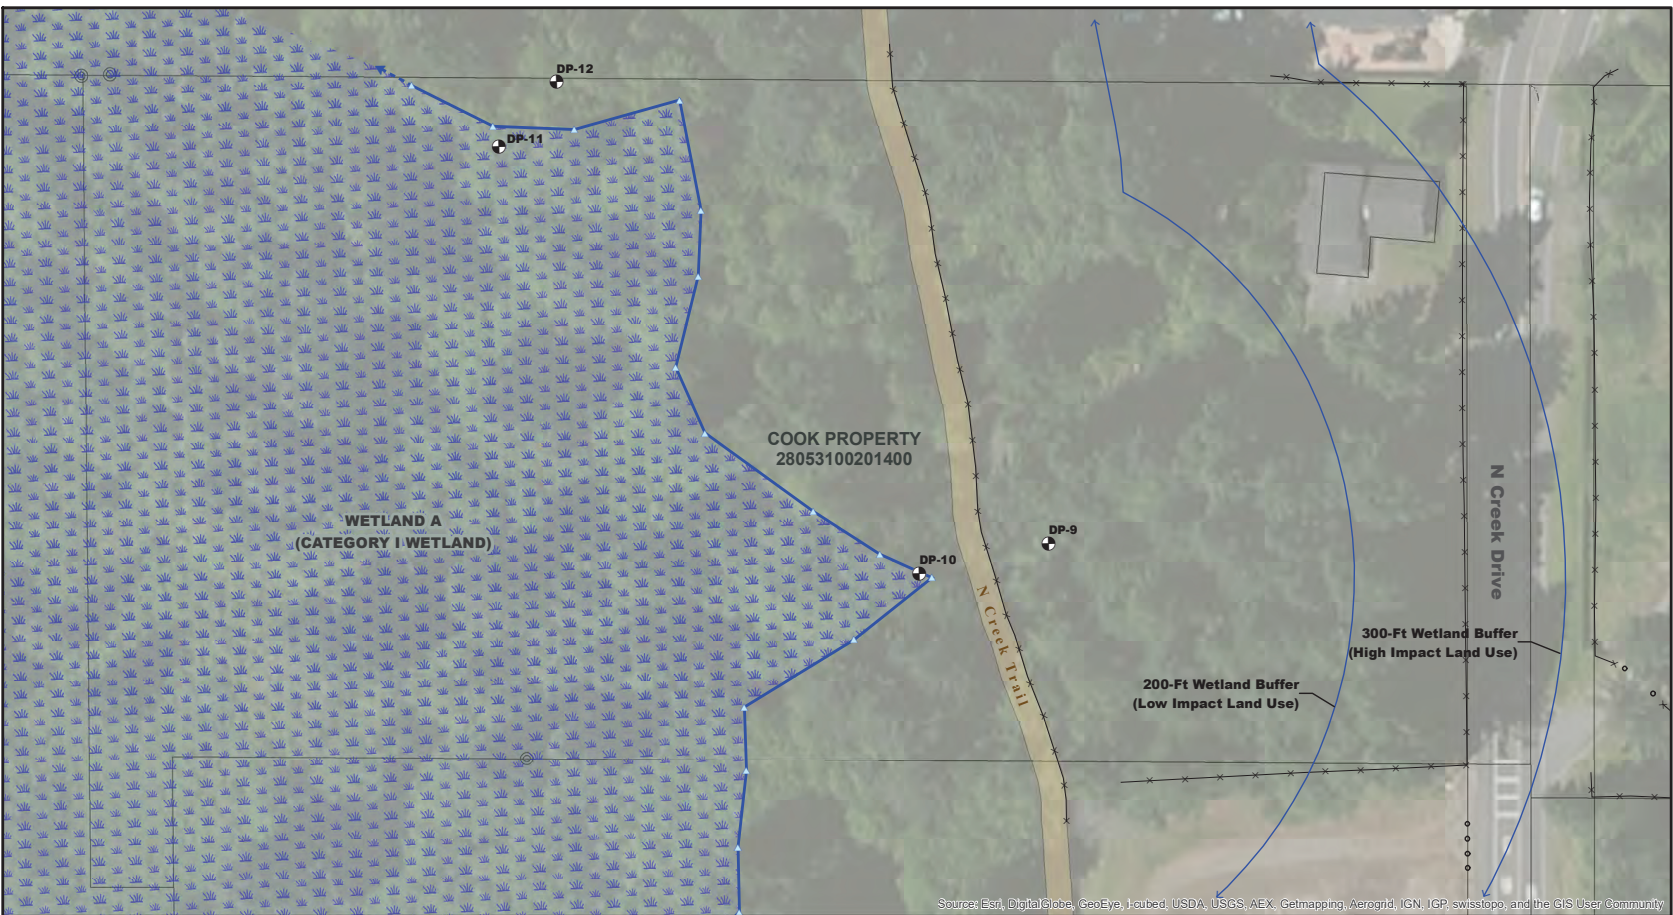 DP-12
DP-11
COOK PROPERTY
28053100201400
WETLAND A
(CATEGORY I WETLAND)
DP-9
DP-10
N Creek Trail
N Creek Drive
300-Ft Wetland Buffer
(High Impact Land Use)
200-Ft Wetland Buffer
(Low Impact Land Use)
Source: Esri, DigitalGlobe, GeoEye, i-cubed, USDA, USGS, AEX, Getmapping, Aerogrid, IGN, IGP, swisstopo, and the GIS User Community